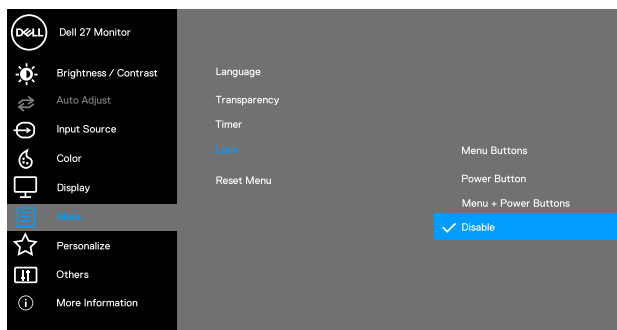 DELL
Dell 27 Monitor
Brightness / Contrast
Auto Adjust
Input Source
Color
Display
Menu
Personalize
Others
More Information
Language
Transparency
Timer
Lock
Reset Menu
Menu Buttons
Power Button
Menu + Power Buttons
Disable